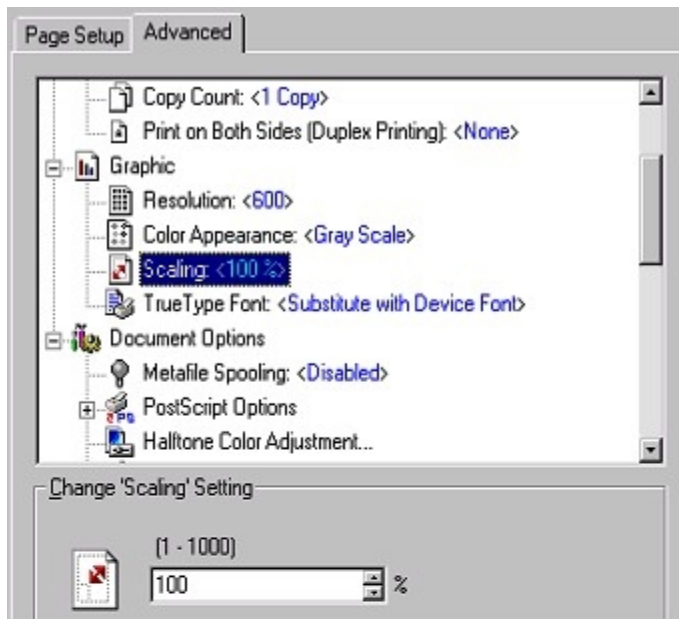 Page Setup Advanced
Copy Count: <1 Copy>
Print on Both Sides (Duplex Printing): <None>
Graphic
Resolution: <600>
Color Appearance: <Gray Scale>
Scaling: <100 %>
TrueType Font: <Substitute with Device Font>
Document Options
Metafile Spooling: <Disabled>
PostScript Options
Halftone Color Adjustment...
Change 'Scaling' Setting
(1 - 1000)
100 %